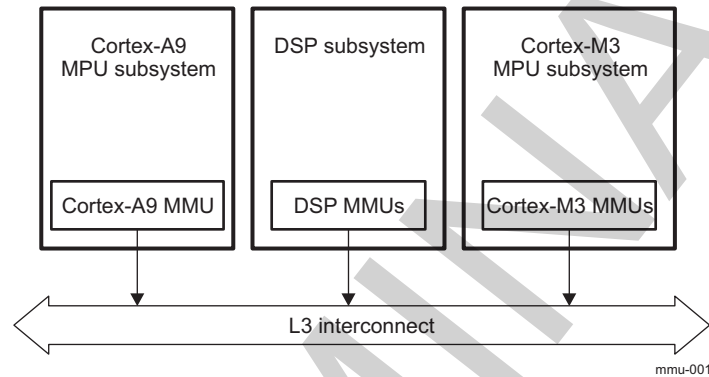 Cortex-A9
MPU subsystem
DSP subsystem
Cortex-M3
MPU subsystem
Cortex-A9 MMU
DSP MMUs
Cortex-M3 MMUs
L3 interconnect
mmu-001
MINA